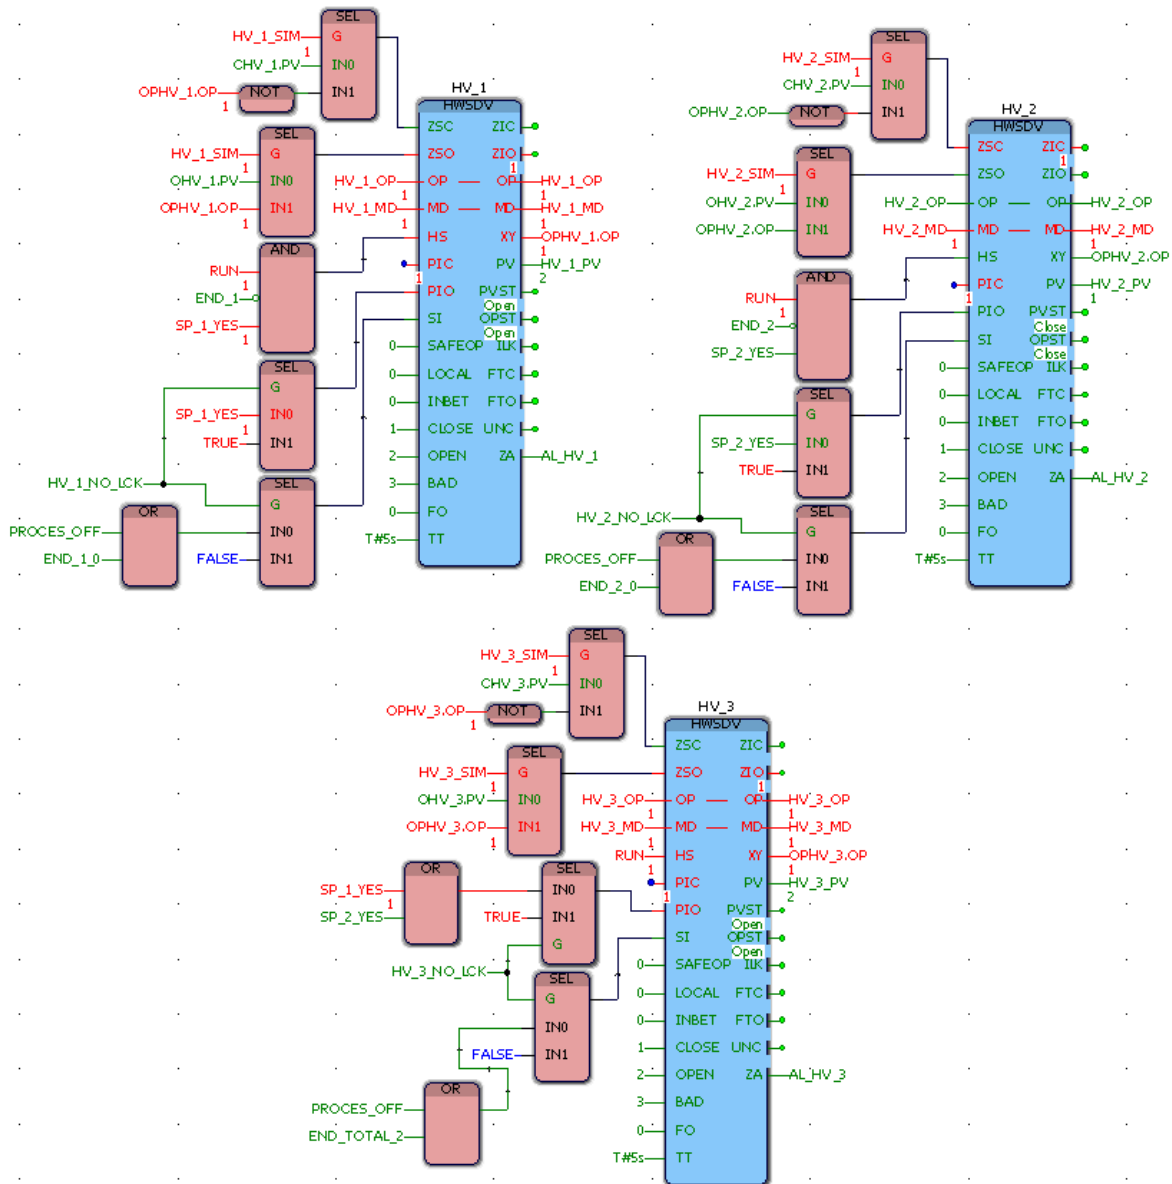 SEL
HV_1_SIM G
1
CHV_1.PV IN0
OPHV_1.OP NOT IN1
1
HV_1
HWSDV
ZSC ZIC
SEL
HV_1_SIM G ZSO ZIO
1 1
OHV_1.PV IN0 HV_1_OP OP OP HV_1_OP
1 1 1
OPHV_1.OP IN1 HV_1_MD MD MD HV_1_MD
1 1 1
AND HS XY OPHV_1.OP
1
RUN PIC PV HV_1_PV
1 1 2
END_1 PIO PVST
Open
SP_1_YES SI OPST
1 Open
0 SAFEOP ILK
SEL
G 0 LOCAL FTC
SP_1_YES IN0 0 INBET FTO
1
TRUE IN1 1 CLOSE UNC
2 OPEN ZA AL_HV_1
HV_1_NO_LCK SEL
G 3 BAD
OR
PROCES_OFF IN0 0 FO
END_1_0 FALSE IN1 T#5s TT
SEL
HV_2_SIM G
1
CHV_2.PV IN0
OPHV_2.OP NOT IN1
HV_2
HWSDV
ZSC ZIC
1
SEL
HV_2_SIM G ZSO ZIO
1
OHV_2.PV IN0 HV_2_OP OP OP HV_2_OP
OPHV_2.OP IN1 HV_2_MD MD MD HV_2_MD
1 1
HS XY OPHV_2.OP
AND
PIC PV HV_2_PV
1 1
RUN PIO PVST
1 Close
END_2 SI OPST
Close
SP_2_YES 0 SAFEOP ILK
SEL
0 LOCAL FTC
G 0 INBET FTO
SP_2_YES IN0 1 CLOSE UNC
TRUE IN1 2 OPEN ZA AL_HV_2
SEL
3 BAD
HV_2_NO_LCK G 0 FO
OR
PROCES_OFF IN0 T#5s TT
END_2_0 FALSE IN1
SEL
HV_3_SIM G
1
CHV_3.PV IN0
OPHV_3.OP NOT IN1
1
HV_3
HWSDV
ZSC ZIC
SEL
HV_3_SIM G ZSO ZIO
1 1
OHV_3.PV IN0 HV_3_OP OP OP HV_3_OP
1 1
OPHV_3.OP IN1 HV_3_MD MD MD HV_3_MD
1 1 1
RUN HS XY OPHV_3.OP
1 1
OR SEL
PIC PV HV_3_PV
1 2
SP_1_YES IN0
1
SP_2_YES TRUE IN1 PIO PVST
Open
G SI OPST
Open
HV_3_NO_LCK 0 SAFEOP ILK
SEL
G 0 LOCAL FTC
IN0 0 INBET FTO
FALSE IN1 1 CLOSE UNC
2 OPEN ZA AL_HV_3
OR
PROCES_OFF 3 BAD
END_TOTAL_2 0 FO
T#5s TT